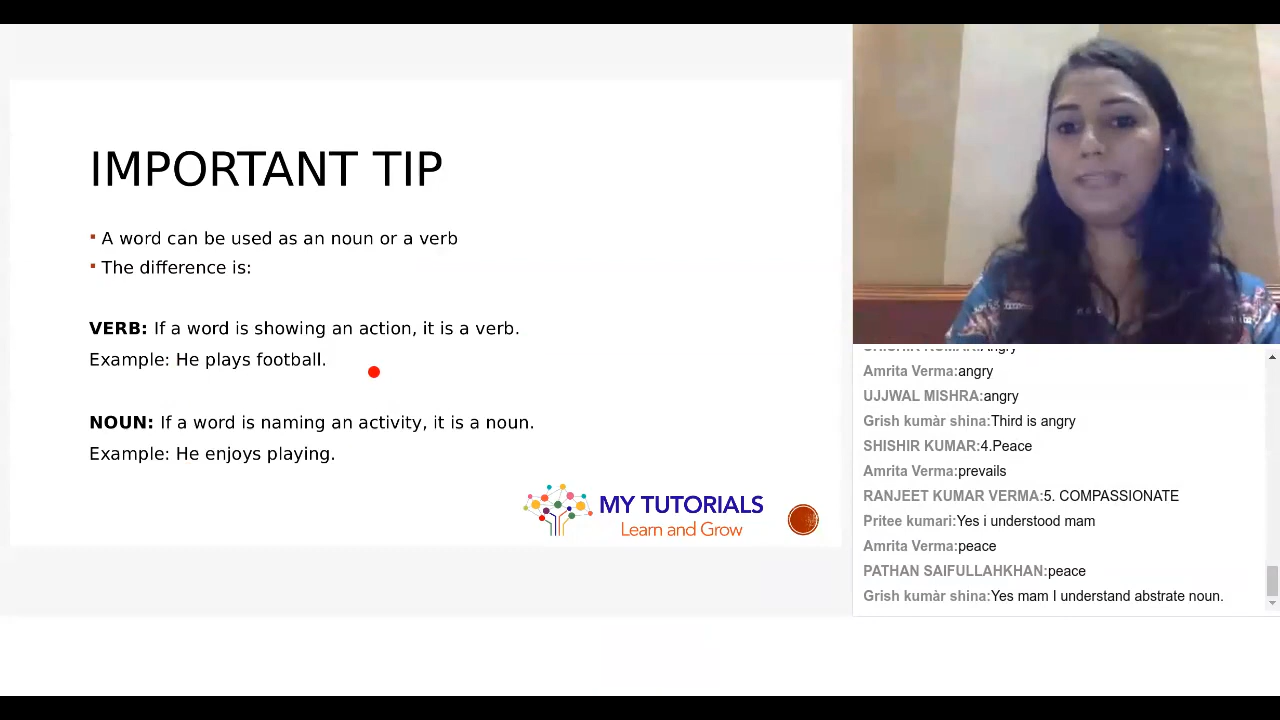 IMPORTANT TIP
▪ A word can be used as an noun or a verb
▪ The difference is:
VERB: If a word is showing an action, it is a verb.
Example: He plays football.
NOUN: If a word is naming an activity, it is a noun.
Example: He enjoys playing.
MY TUTORIALS
Learn and Grow
SHISHIR KUMAR:Angry
Amrita Verma:angry
UJJWAL MISHRA:angry
Grish kumàr shina:Third is angry
SHISHIR KUMAR:4.Peace
Amrita Verma:prevails
RANJEET KUMAR VERMA:5. COMPASSIONATE
Pritee kumari:Yes i understood mam
Amrita Verma:peace
PATHAN SAIFULLAHKHAN:peace
Grish kumàr shina:Yes mam I understand abstrate noun.